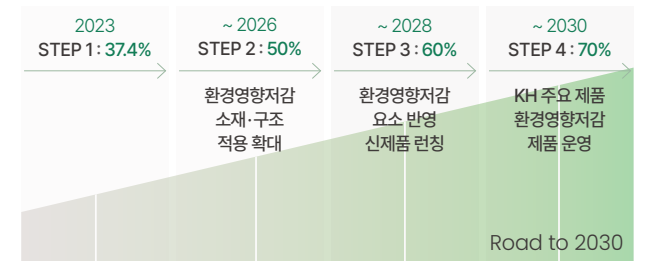 2023
STEP 1 : 37.4%
~ 2026
STEP 2 : 50%
환경영향저감
소재·구조
적용 확대
~ 2028
STEP 3 : 60%
환경영향저감
요소 반영
신제품 런칭
~ 2030
STEP 4 : 70%
KH 주요 제품
환경영향저감
제품 운영
Road to 2030